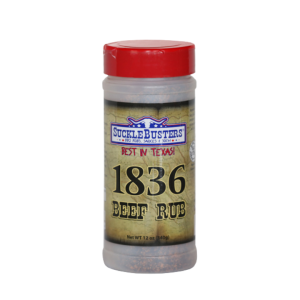 SUCKLEBUSTERS
BEST IN TEXAS!
1836
BEEF RUB